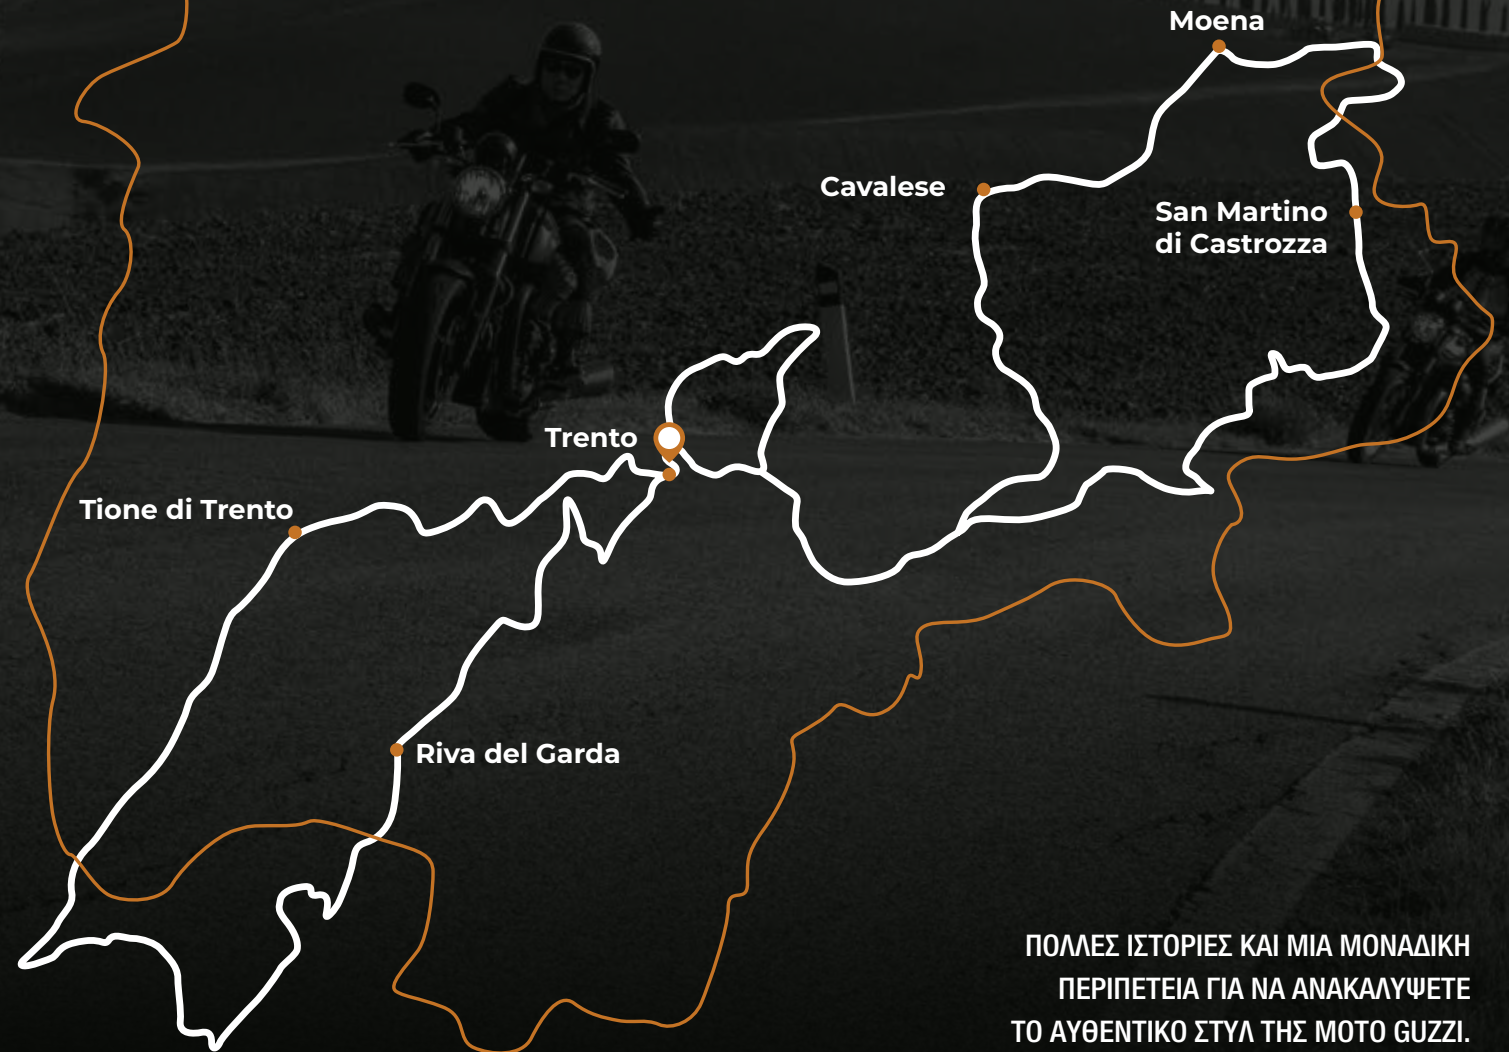 Moena
Cavalese
San Martino
di Castrozza
Trento
Tione di Trento
Riva del Garda
ΠΟΛΛΕΣ ΙΣΤΟΡΙΕΣ ΚΑΙ ΜΙΑ ΜΟΝΑΔΙΚΗ
ΠΕΡΙΠΕΤΕΙΑ ΓΙΑ ΝΑ ΑΝΑΚΑΛΥΨΕΤΕ
ΤΟ ΑΥΘΕΝΤΙΚΟ ΣΤΥΛ ΤΗΣ MOTO GUZZI.